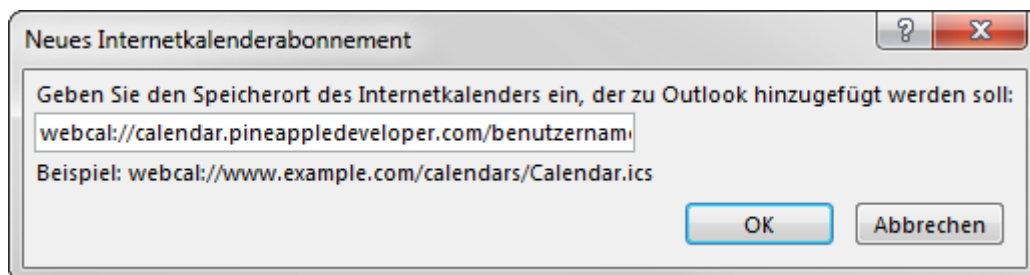 Neues Internetkalenderabonnement
Geben Sie den Speicherort des Internetkalenders ein, der zu Outlook hinzugefügt werden soll:
webcal://calendar.pineappledeveloper.com/benutzername
Beispiel: webcal://www.example.com/calendars/Calendar.ics
OK Abbrechen